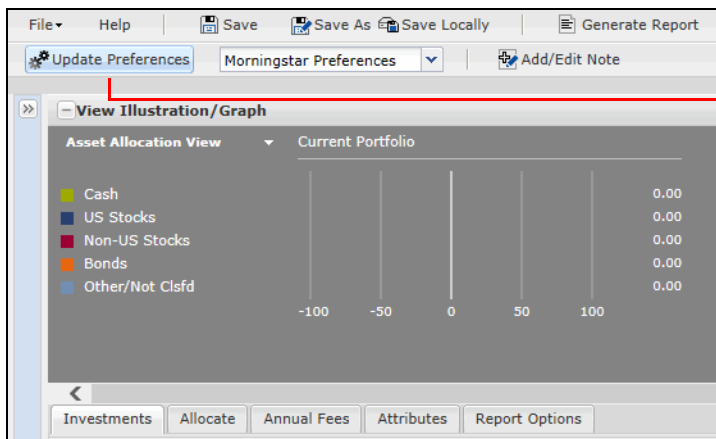 File Help Save Save As Save Locally Generate Report
Update Preferences Morningstar Preferences Add/Edit Note
View Illustration/Graph
Asset Allocation View Current Portfolio
Cash 0.00
US Stocks 0.00
Non-US Stocks 0.00
Bonds 0.00
Other/Not Clsfd 0.00
-100 -50 0 50 100
Investments Allocate Annual Fees Attributes Report Options